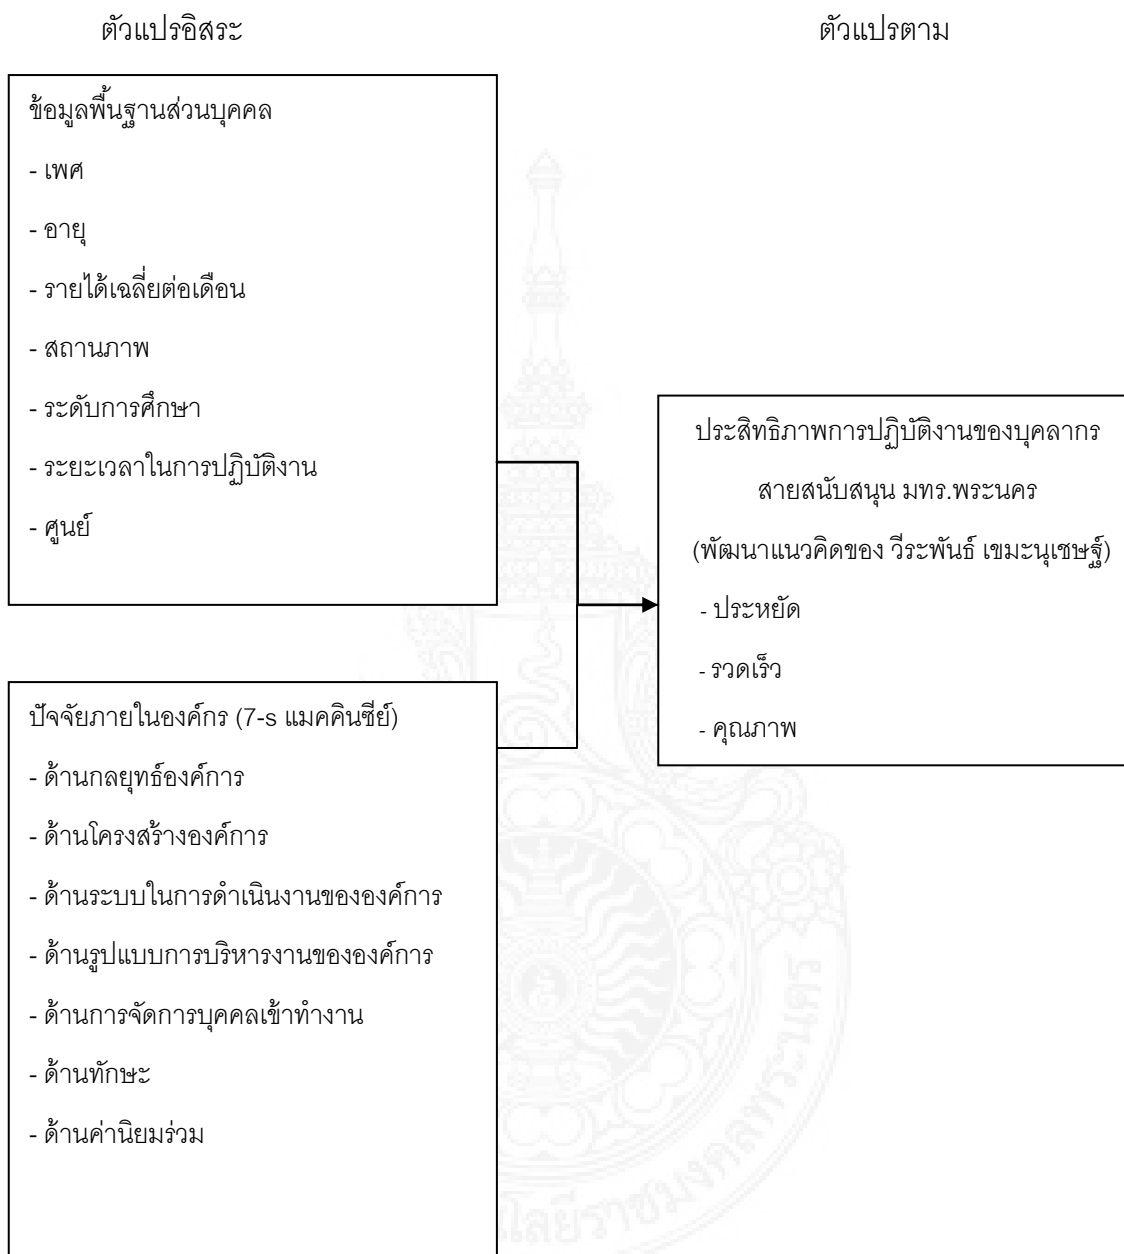 ตัวแปรอิสระ
ตัวแปรตาม
ข้อมูลพื้นฐานส่วนบุคคล
- เพศ
- อายุ
- รายได้เฉลี่ยต่อเดือน
- สถานภาพ
- ระดับการศึกษา
- ระยะเวลาในการปฏิบัติงาน
- ศูนย์
ปัจจัยภายในองค์กร (7-s แมคคินซีย์)
- ด้านกลยุทธ์องค์การ
- ด้านโครงสร้างองค์การ
- ด้านระบบในการดำเนินงานขององค์การ
- ด้านรูปแบบการบริหารงานขององค์การ
- ด้านการจัดการบุคคลเข้าทำงาน
- ด้านทักษะ
- ด้านค่านิยมร่วม
ประสิทธิภาพการปฏิบัติงานของบุคลากร
สายสนับสนุน มทร.พระนคร
(พัฒนาแนวคิดของ วีระพันธ์ เขมะนุเชษฐ์)
- ประหยัด
- รวดเร็ว
- คุณภาพ
โลยีราชมงคลพระนคร